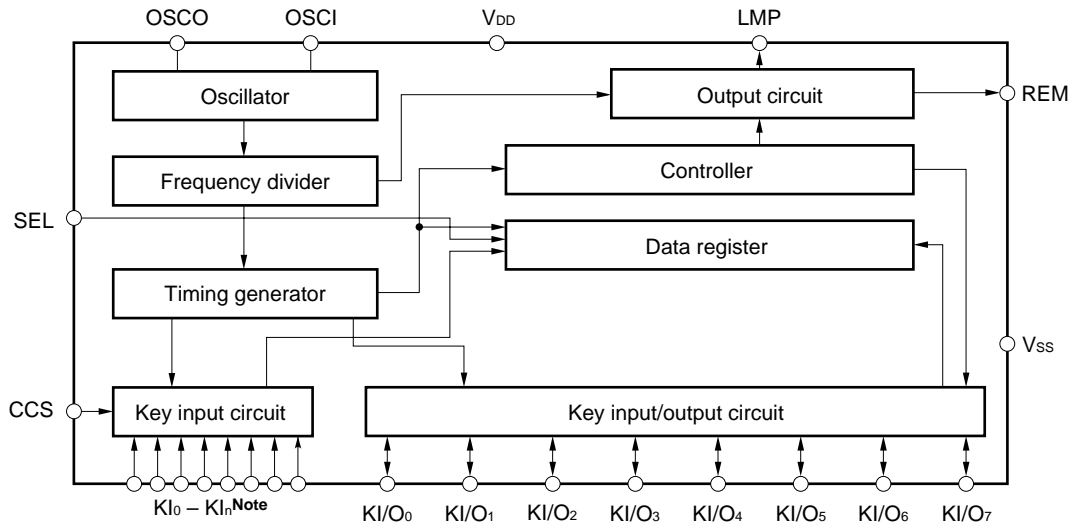 OSCO OSCI VDD LMP
Oscillator Output circuit REM
Frequency divider Controller
SEL
Data register
Timing generator
VSS
CCS Key input circuit Key input/output circuit
KI0 – KInNote KI/O0 KI/O1 KI/O2 KI/O3 KI/O4 KI/O5 KI/O6 KI/O7